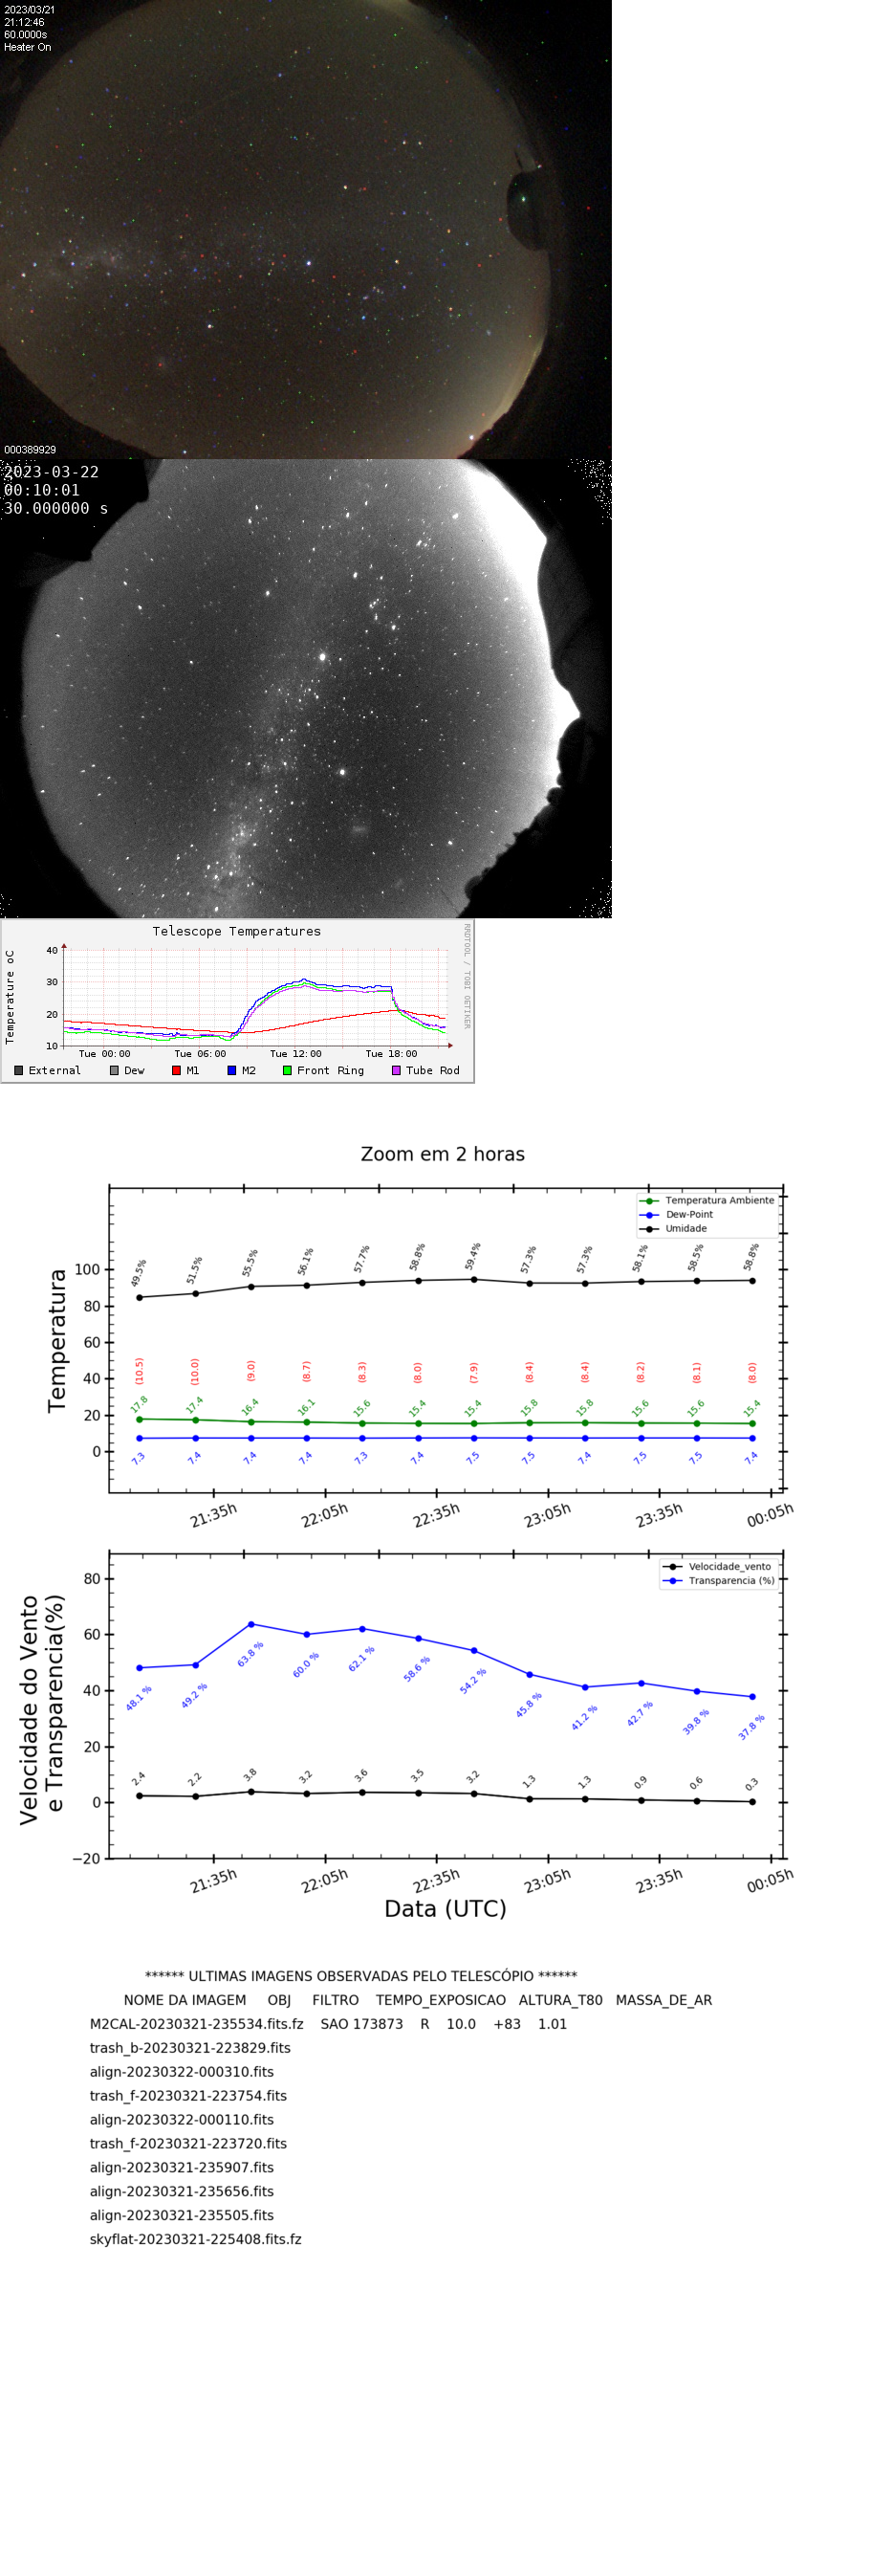 2023/03/21
21:12:46
60.0000s
Heater On
000389929
2023-03-22
00:10:01
30.000000 s
Telescope Temperatures
RRDTOOL / TOBI OETIKER
Temperature oC
40
30
20
10
Tue 00:00 Tue 06:00 Tue 12:00 Tue 18:00
External Dew M1 M2 Front Ring Tube Rod
Zoom em 2 horas
Temperatura Ambiente
Dew-Point
Umidade
Temperatura
100
80
60
40
20
0
49.5% 51.5% 55.5% 56.1% 57.7% 58.8% 59.4% 57.3% 57.3% 58.1% 58.5% 58.8%
(10.5) (10.0) (9.0) (8.7) (8.3) (8.0) (7.9) (8.4) (8.4) (8.2) (8.1) (8.0)
17.8 17.4 16.4 16.1 15.6 15.4 15.4 15.8 15.8 15.6 15.6 15.4
7.3 7.4 7.4 7.4 7.3 7.4 7.5 7.5 7.4 7.5 7.5 7.4
21:35h 22:05h 22:35h 23:05h 23:35h 00:05h
Velocidade_vento
Transparencia (%)
Velocidade do Vento
e Transparencia(%)
80
60
40
20
0
−20
48.1 % 49.2 % 63.8 % 60.0 % 62.1 % 58.6 % 54.2 % 45.8 % 41.2 % 42.7 % 39.8 % 37.8 %
2.4 2.2 3.8 3.2 3.6 3.5 3.2 1.3 1.3 0.9 0.6 0.3
21:35h 22:05h 22:35h 23:05h 23:35h 00:05h
Data (UTC)
****** ULTIMAS IMAGENS OBSERVADAS PELO TELESCÓPIO ******
NOME DA IMAGEM OBJ FILTRO TEMPO_EXPOSICAO ALTURA_T80 MASSA_DE_AR
M2CAL-20230321-235534.fits.fz SAO 173873 R 10.0 +83 1.01
trash_b-20230321-223829.fits
align-20230322-000310.fits
trash_f-20230321-223754.fits
align-20230322-000110.fits
trash_f-20230321-223720.fits
align-20230321-235907.fits
align-20230321-235656.fits
align-20230321-235505.fits
skyflat-20230321-225408.fits.fz